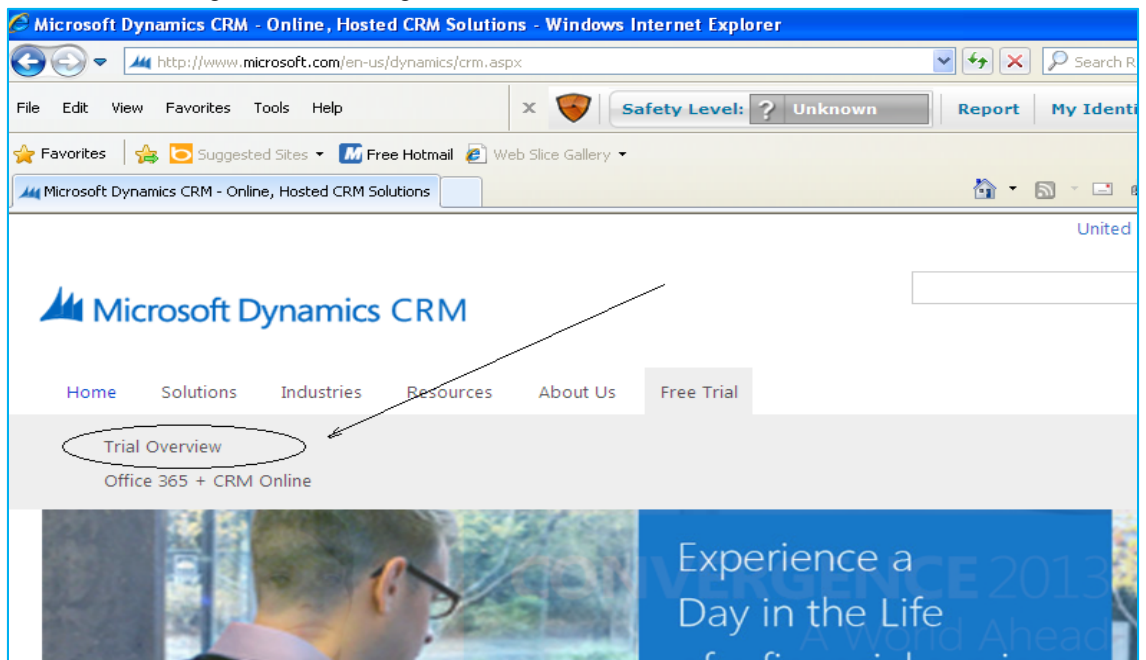 Microsoft Dynamics CRM - Online, Hosted CRM Solutions - Windows Internet Explorer
http://www.microsoft.com/en-us/dynamics/crm.aspx
Search
File Edit View Favorites Tools Help x Safety Level: ? Unknown Report My Identi
Favorites Suggested Sites Free Hotmail Web Slice Gallery
Microsoft Dynamics CRM - Online, Hosted CRM Solutions
United
Microsoft Dynamics CRM
Home Solutions Industries Resources About Us Free Trial
Trial Overview
Office 365 + CRM Online
Experience a
CONVERGENCE 2013
Day in the Life
A World Ahead